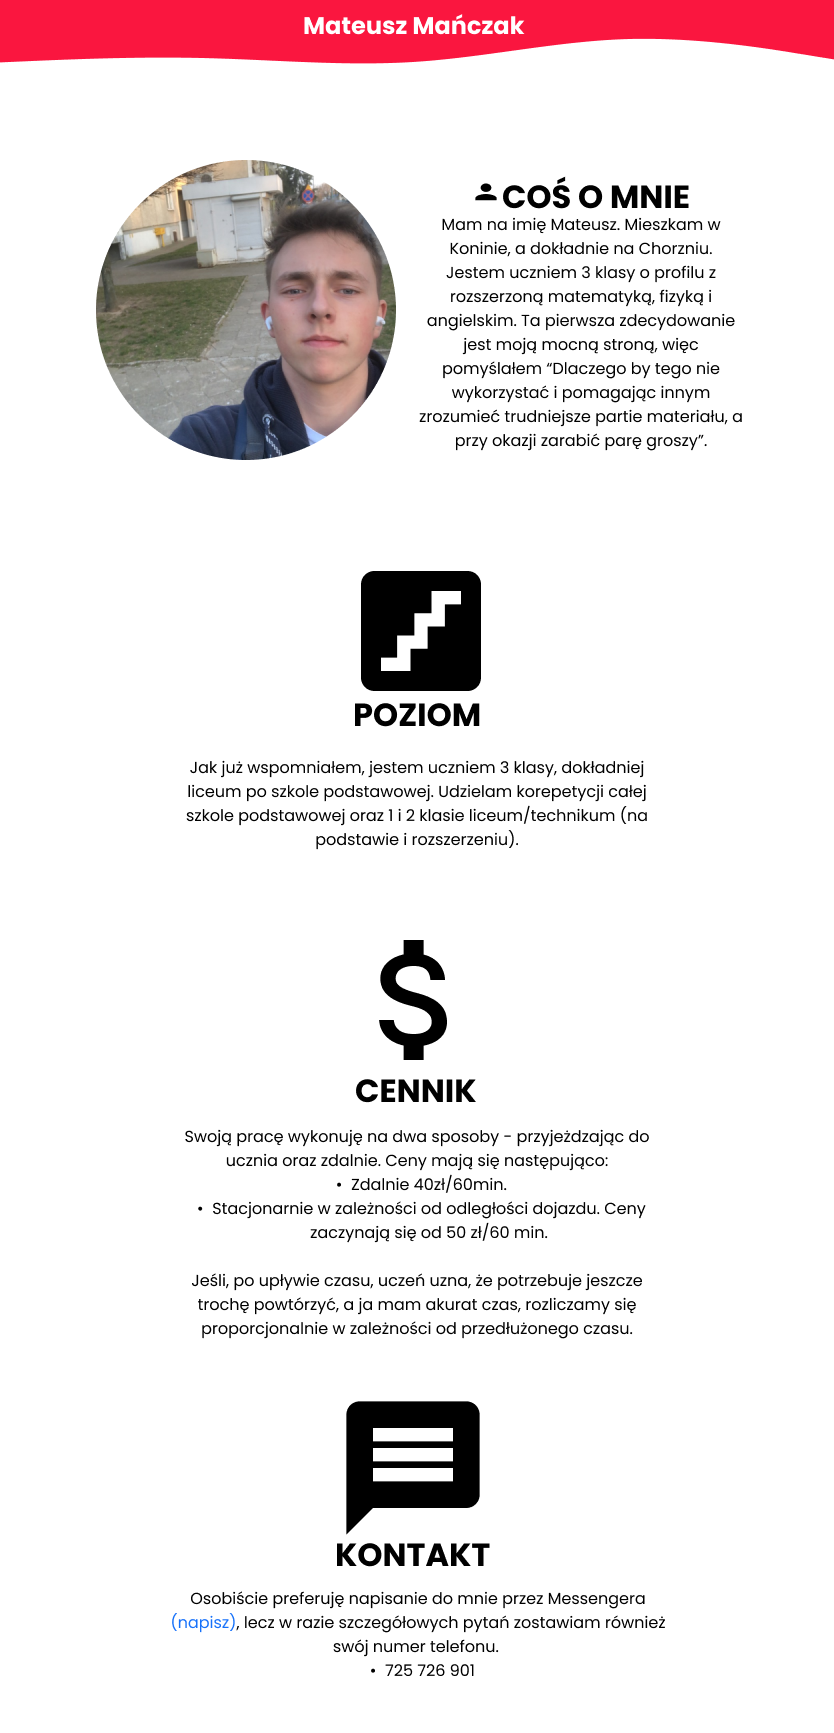 Mateusz Mańczak
COŚ O MNIE
Mam na imię Mateusz. Mieszkam w
Koninie, a dokładnie na Chorzniu.
Jestem uczniem 3 klasy o profilu z
rozszerzoną matematyką, fizyką i
angielskim. Ta pierwsza zdecydowanie
jest moją mocną stroną, więc
pomyślałem “Dlaczego by tego nie
wykorzystać i pomagając innym
zrozumieć trudniejsze partie materiału, a
przy okazji zarabić parę groszy”.
POZIOM
Jak już wspomniałem, jestem uczniem 3 klasy, dokładniej
liceum po szkole podstawowej. Udzielam korepetycji całej
szkole podstawowej oraz 1 i 2 klasie liceum/technikum (na
podstawie i rozszerzeniu).
CENNIK
Swoją pracę wykonuję na dwa sposoby - przyjeżdzając do
ucznia oraz zdalnie. Ceny mają się następująco:
• Zdalnie 40zł/60min.
• Stacjonarnie w zależności od odległości dojazdu. Ceny
zaczynają się od 50 zł/60 min.
Jeśli, po upływie czasu, uczeń uzna, że potrzebuje jeszcze
trochę powtórzyć, a ja mam akurat czas, rozliczamy się
proporcjonalnie w zależności od przedłużonego czasu.
KONTAKT
Osobiście preferuję napisanie do mnie przez Messengera
(napisz), lecz w razie szczegółowych pytań zostawiam również
swój numer telefonu.
• 725 726 901